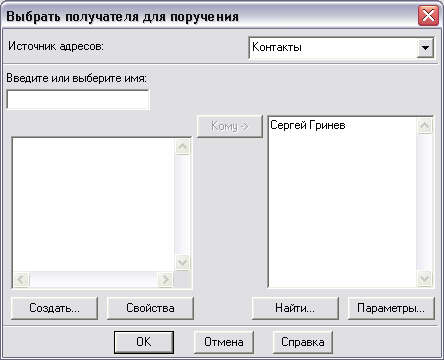 Выбрать получателя для поручения
Источник адресов:
Контакты
Введите или выберите имя:
Кому ->
Сергей Гринев
Создать...
Свойства
Найти...
Параметры...
OK
Отмена
Справка